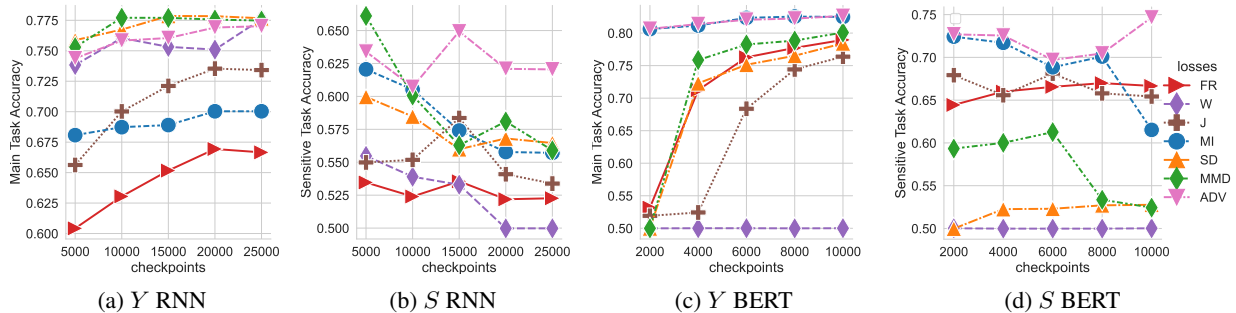 Main Task Accuracy
0.775
0.750
0.725
0.700
0.675
0.650
0.625
0.600
5000 10000 15000 20000 25000
checkpoints
(a) Y RNN
Sensitive Task Accuracy
0.650
0.625
0.600
0.575
0.550
0.525
0.500
5000 10000 15000 20000 25000
checkpoints
(b) S RNN
Main Task Accuracy
0.80
0.75
0.70
0.65
0.60
0.55
0.50
2000 4000 6000 8000 10000
checkpoints
(c) Y BERT
Sensitive Task Accuracy
0.75
0.70
0.65
0.60
0.55
0.50
2000 4000 6000 8000 10000
checkpoints
(d) S BERT
losses
FR
W
J
MI
SD
MMD
ADV